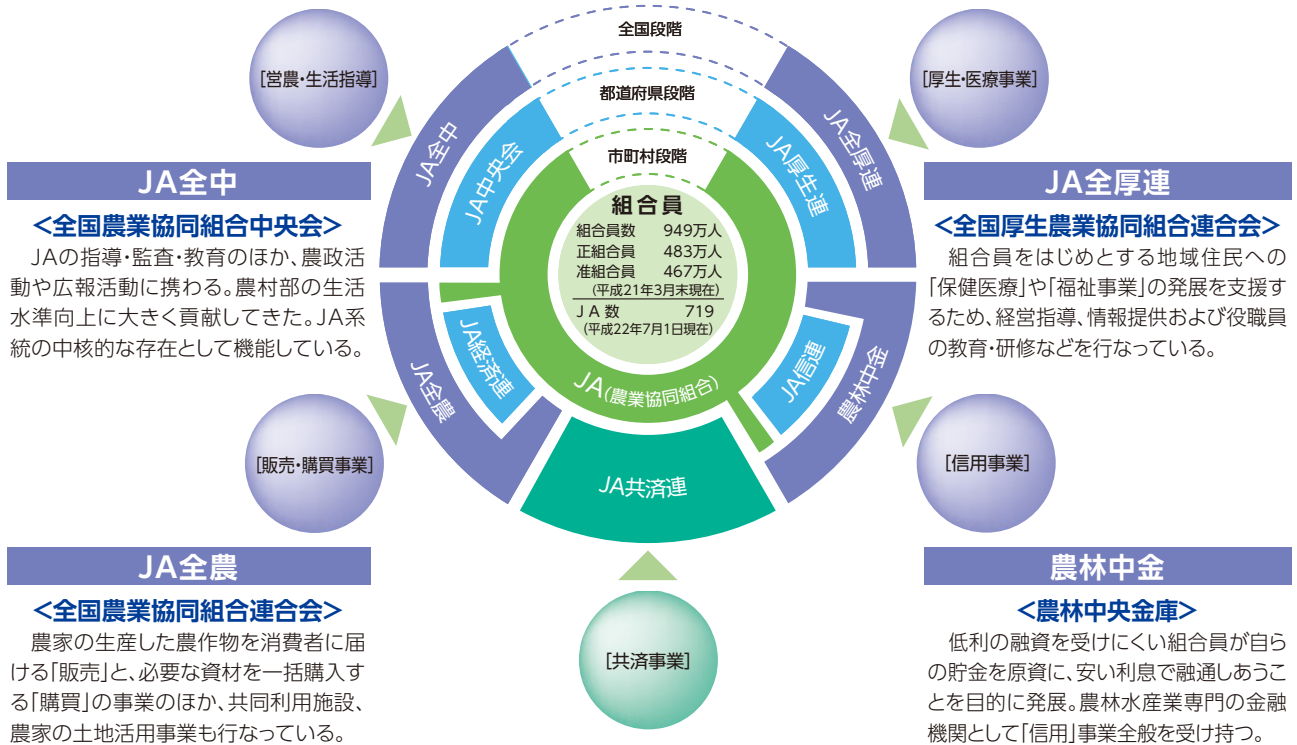 全国段階
都道府県段階
市町村段階
[営農・生活指導]
[厚生・医療事業]
JA全中
JA中央会
JA厚生連
JA全厚連
組合員
組合員数 949万人
正組合員 483万人
准組合員 467万人
(平成21年3月末現在)
JA数 719
(平成22年7月1日現在)
JA(農業協同組合)
JA経済連
JA全農
JA信連
農林中金
JA共済連
JA全中
<全国農業協同組合中央会>
JAの指導・監査・教育のほか、農政活
動や広報活動に携わる。農村部の生活
水準向上に大きく貢献してきた。JA系
統の中核的な存在として機能している。
JA全厚連
<全国厚生農業協同組合連合会>
組合員をはじめとする地域住民への
「保健医療」や「福祉事業」の発展を支援す
るため、経営指導、情報提供および役職員
の教育・研修などを行なっている。
[販売・購買事業]
[信用事業]
JA全農
<全国農業協同組合連合会>
農家の生産した農作物を消費者に届
ける「販売」と、必要な資材を一括購入す
る「購買」の事業のほか、共同利用施設、
農家の土地活用事業も行なっている。
[共済事業]
農林中金
<農林中央金庫>
低利の融資を受けにくい組合員が自ら
の貯金を原資に、安い利息で融通しあうこ
とを目的に発展。農林水産業専門の金融
機関として「信用」事業全般を受け持つ。